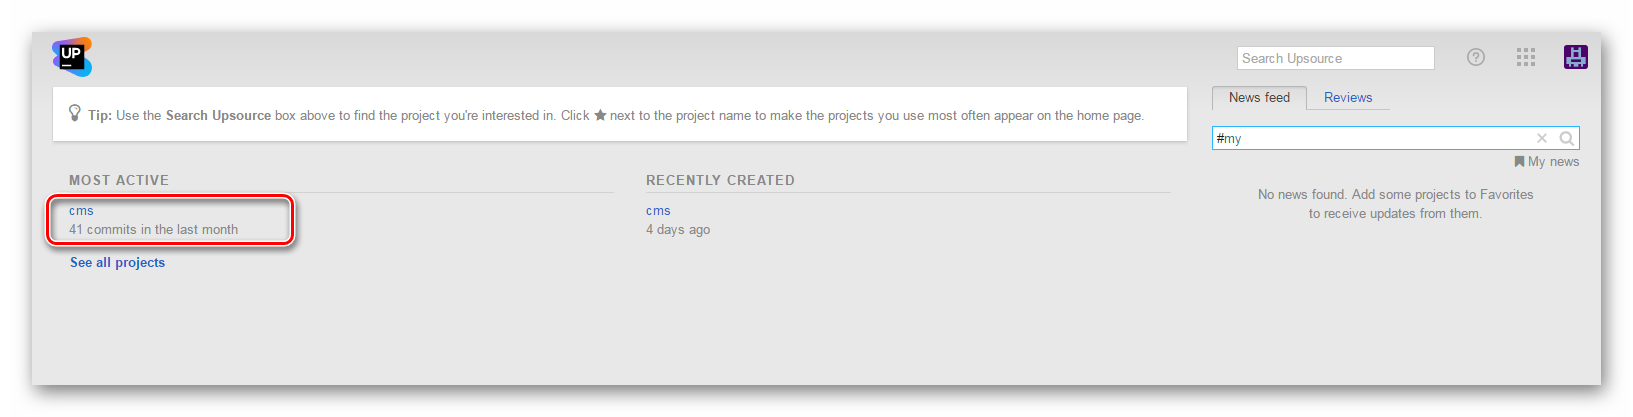 UP
Search Upsource
Tip: Use the Search Upsource box above to find the project you're interested in. Click ★ next to the project name to make the projects you use most often appear on the home page.
News feed
Reviews
#my
My news
No news found. Add some projects to Favorites
to receive updates from them.
MOST ACTIVE
cms
41 commits in the last month
See all projects
RECENTLY CREATED
cms
4 days ago